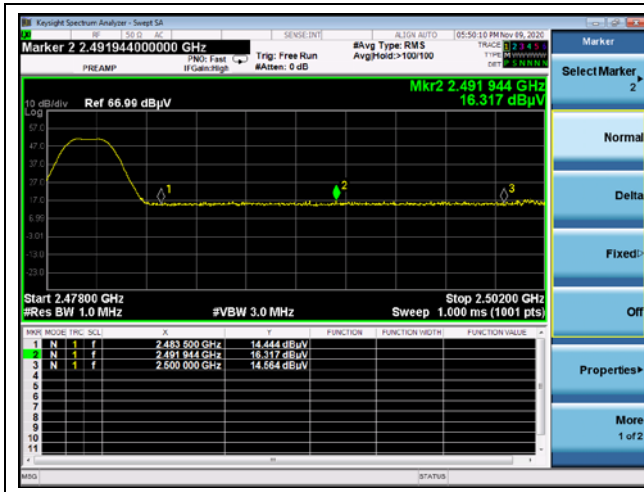 Keysight Spectrum Analyzer - Swept SA
RF 50 Ω AC SENSE:INT ALIGN AUTO 05:50:10 PM Nov 09, 2020
Marker 2 2.491944000000 GHz
PREAMP
PNO: Fast
IFGain:High
Trig: Free Run
#Atten: 0 dB
#Avg Type: RMS
Avg|Hold:>100/100
TRACE 1 2 3 4 5 6
TYPE
DET P S N N N N
Mkr2 2.491 944 GHz
16.317 dBµV
10 dB/div Ref 66.99 dBµV
Log
57.0
47.0
37.0
27.0
17.0
6.99
-3.01
-13.0
-23.0
1
2
3
Start 2.47800 GHz Stop 2.50200 GHz
#Res BW 1.0 MHz #VBW 3.0 MHz Sweep 1.000 ms (1001 pts)
MKR MODE TRC SCL X Y FUNCTION FUNCTION WIDTH FUNCTION VALUE
1 N 1 f 2.483 500 GHz 14.444 dBµV
2 N 1 f 2.491 944 GHz 16.317 dBµV
3 N 1 f 2.500 000 GHz 14.564 dBµV
4
5
6
7
8
9
10
11
MSG STATUS
Marker
Select Marker
2
Normal
Delta
Fixed
Off
Properties
More
1 of 2